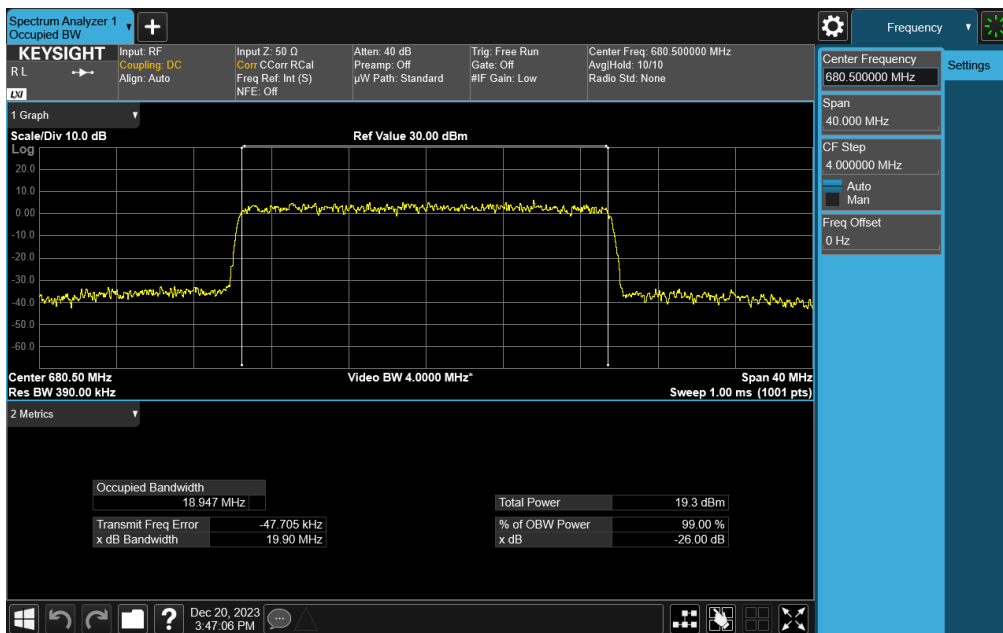 Spectrum Analyzer 1
Occupied BW
Frequency
KEYSIGHT
R L
LXI
Input: RF
Coupling: DC
Align: Auto
Input Z: 50 Ω
Corr CCorr RCal
Freq Ref: Int (S)
NFE: Off
Atten: 40 dB
Preamp: Off
µW Path: Standard
Trig: Free Run
Gate: Off
#IF Gain: Low
Center Freq: 680.500000 MHz
Avg|Hold: 10/10
Radio Std: None
Center Frequency
680.500000 MHz
Settings
Span
40.000 MHz
CF Step
4.000000 MHz
Auto
Man
Freq Offset
0 Hz
1 Graph
Scale/Div 10.0 dB
Ref Value 30.00 dBm
Log
20.0
10.0
0.00
-10.0
-20.0
-30.0
-40.0
-50.0
-60.0
Center 680.50 MHz
Video BW 4.0000 MHz*
Span 40 MHz
Res BW 390.00 kHz
Sweep 1.00 ms (1001 pts)
2 Metrics
Occupied Bandwidth
18.947 MHz
Total Power 19.3 dBm
Transmit Freq Error -47.705 kHz
% of OBW Power 99.00 %
x dB Bandwidth 19.90 MHz
x dB -26.00 dB
?
Dec 20, 2023
3:47:06 PM